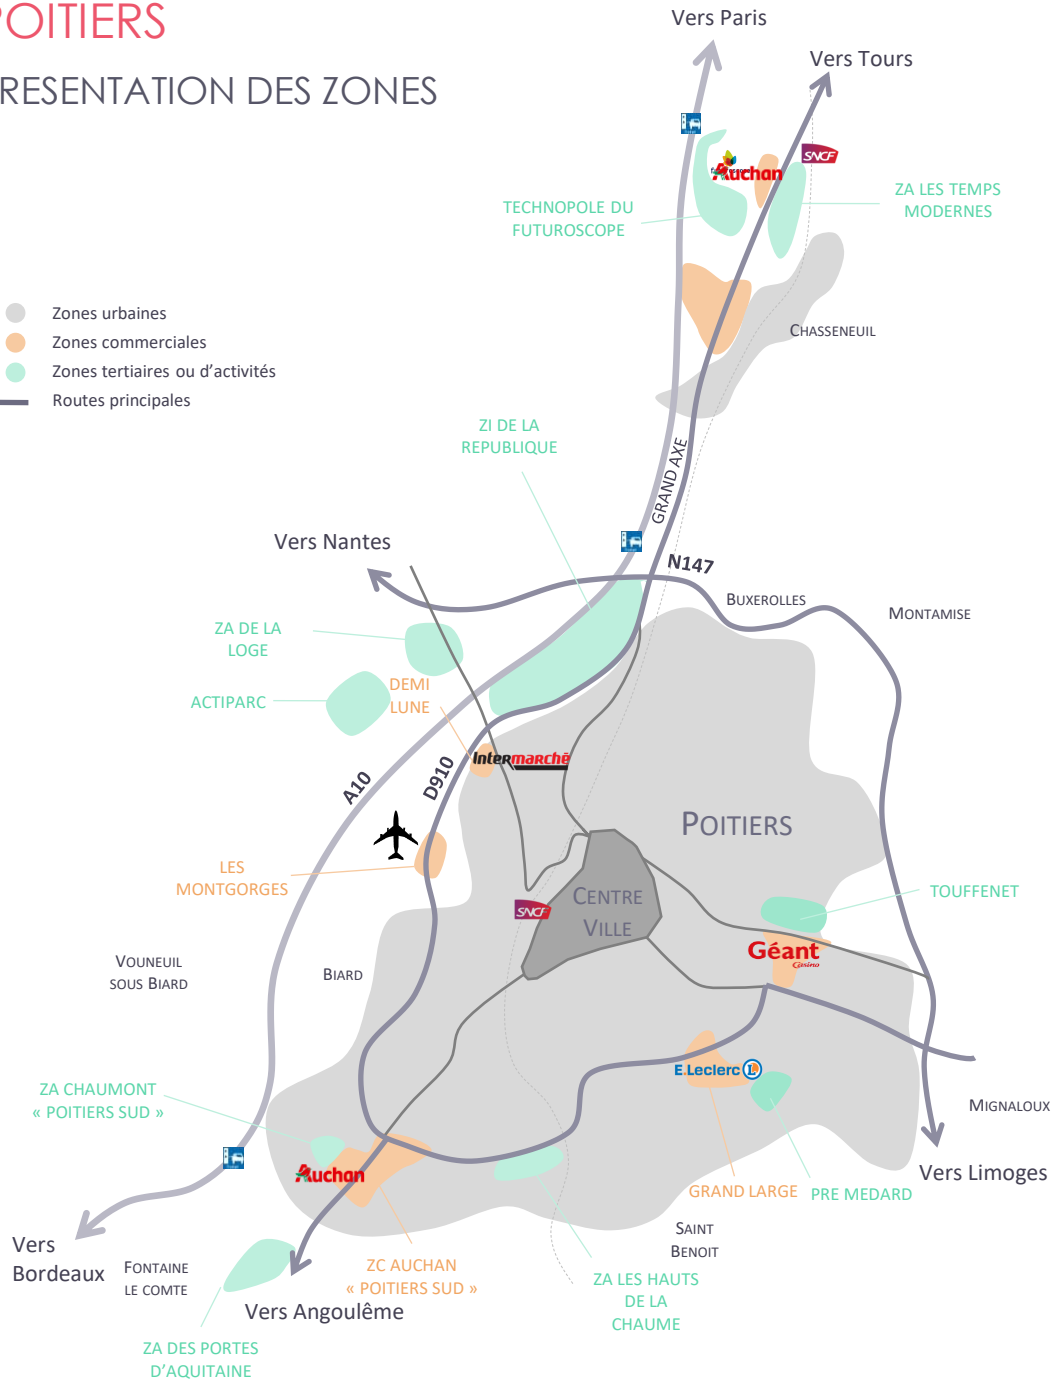 POITIERS
RESENTATION DES ZONES
Vers Paris
Vers Tours
SNCF
Auchan
ZA LES TEMPS
MODERNES
TECHNOPOLE DU
FUTUROSCOPE
Zones urbaines
Zones commerciales
Zones tertiaires ou d'activités
Routes principales
CHASSENEUIL
ZI DE LA
REPUBLIQUE
GRAND AXE
Vers Nantes
N147
BUXEROLLES
MONTAMISE
ZA DE LA
LOGE
ACTIPARC
DEMI
LUNE
Intermarché
A10
D910
POITIERS
LES
MONTGORGES
TOUFFENET
CENTRE
VILLE
SNCF
Géant
Casino
VOUNEUIL
SOUS BIARD
BIARD
E.Leclerc L
ZA CHAUMONT
« POITIERS SUD »
MIGNALOUX
Auchan
Vers Limoges
GRAND LARGE
PRE MEDARD
SAINT
BENOIT
Vers
Bordeaux
FONTAINE
LE COMTE
ZC AUCHAN
« POITIERS SUD »
ZA LES HAUTS
DE LA
CHAUME
Vers Angoulême
ZA DES PORTES
D'AQUITAINE